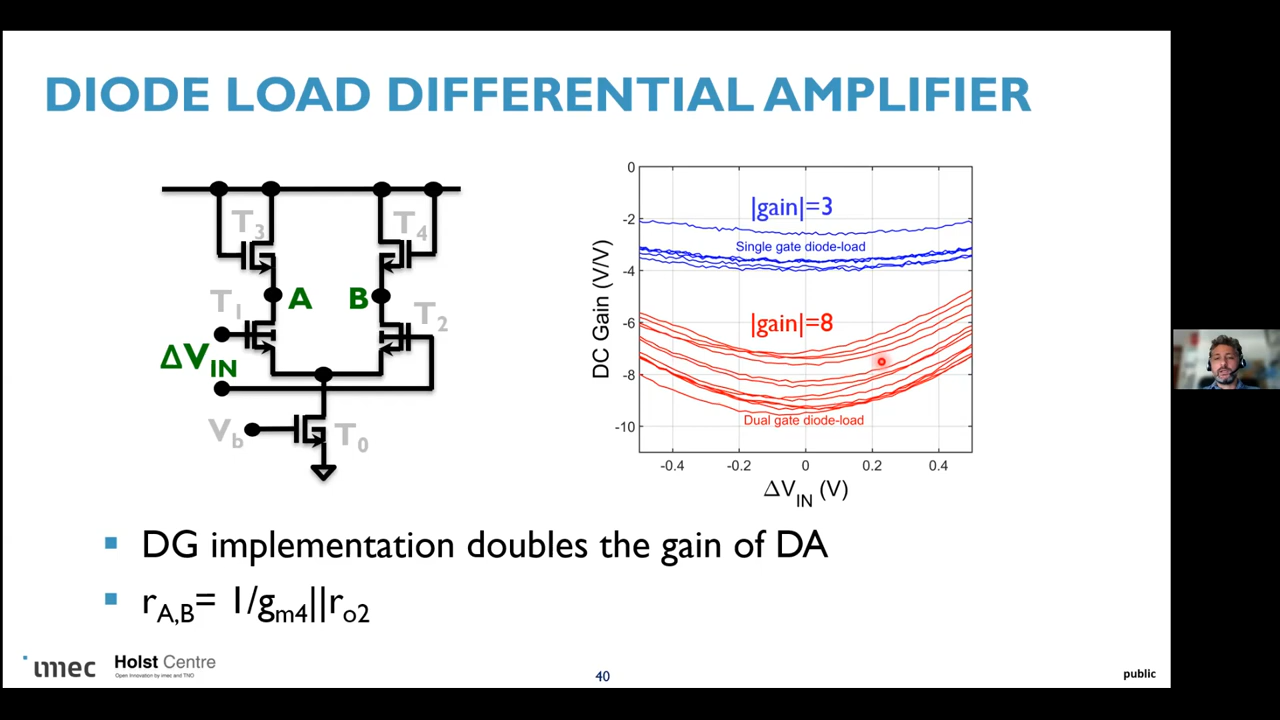 DIODE LOAD DIFFERENTIAL AMPLIFIER
T3
T4
A
B
T1
T2
ΔVIN
Vb
T0
DC Gain (V/V)
0
-2
-4
-6
-8
-10
|gain|=3
Single gate diode-load
|gain|=8
Dual gate diode-load
-0.4 -0.2 0 0.2 0.4
ΔVIN (V)
DG implementation doubles the gain of DA
rA,B= 1/gm4||ro2
imec
Holst Centre
Open Innovation by imec and TNO
40
public